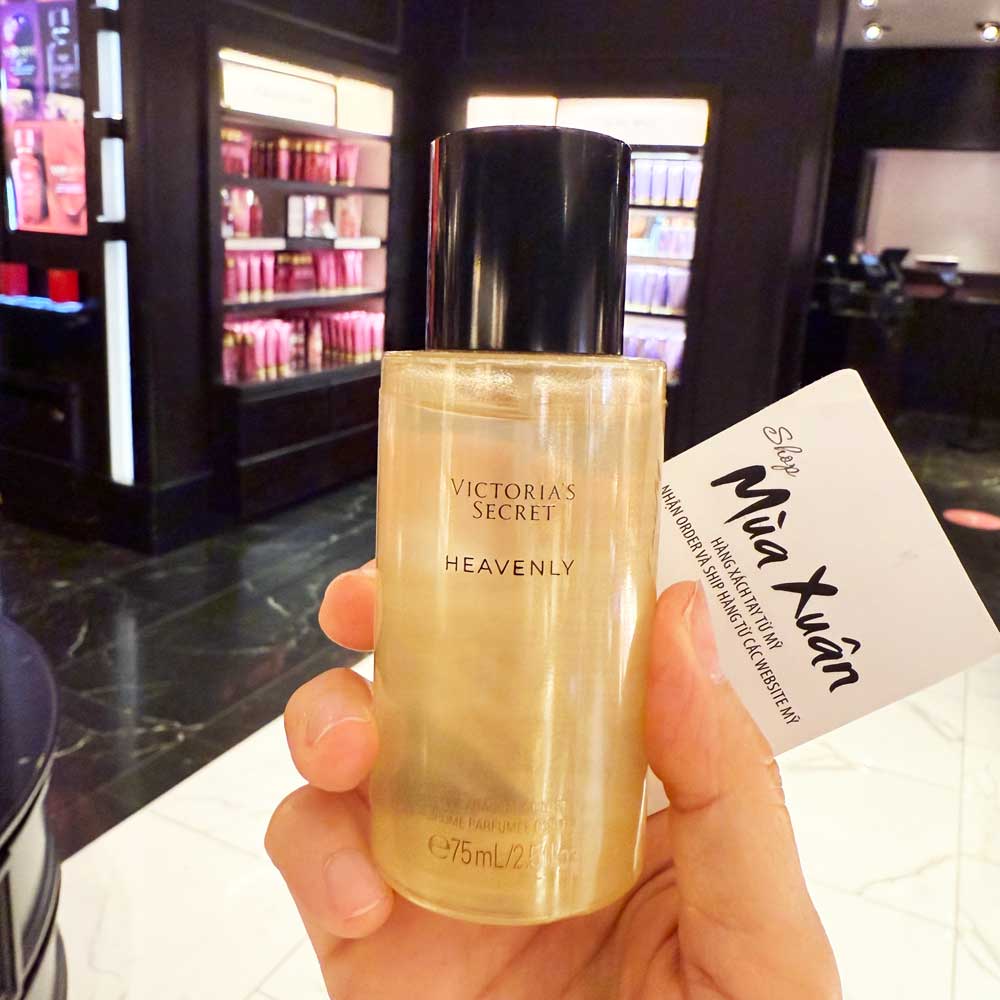 VICTORIA'S
SECRET
HEAVENLY
℮75mL/2.5
Shop
Mùa Xuân
HÀNG XÁCH TAY TỪ MỸ
NHẬN ORDER VÀ SHIP HÀNG TỪ CÁC WEBSITE MỸ